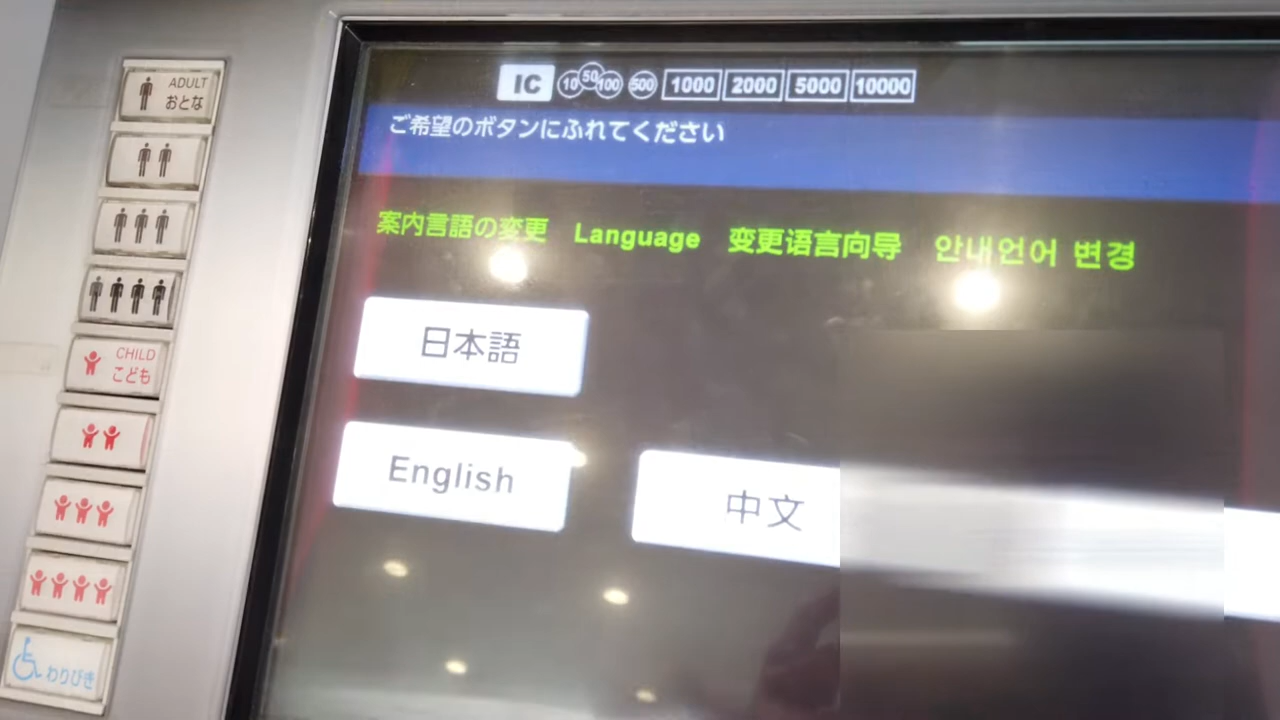 ADULT
おとな
CHILD
こども
わりびき
IC 10 50 100 500 1000 2000 5000 10000
ご希望のボタンにふれてください
案内言語の変更 Language 变更语言向导 안내언어 변경
日本語
English 中文